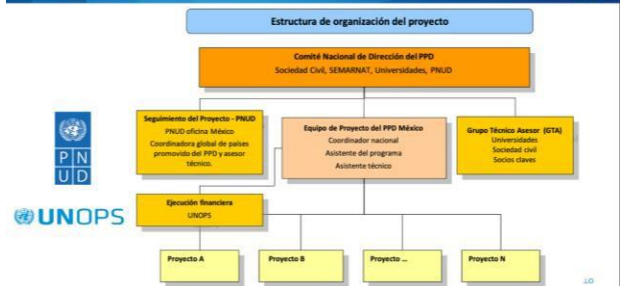 Estructura de organización del proyecto
Comité Nacional de Dirección del PPD
Sociedad Civil, SEMARNAT, Universidades, PNUD
Seguimiento del Proyecto - PNUD
PNUD oficina México
Coordinadora global de países
promovido del PPD y asesor
técnico.
Equipo de Proyecto del PPD México
Coordinador nacional
Asistente del programa
Asistente técnico
Grupo Técnico Asesor (GTA)
Universidades
Sociedad civil
Socios claves
P N
U D
UNOPS
Ejecución financiera
UNOPS
Proyecto A
Proyecto B
Proyecto ...
Proyecto N